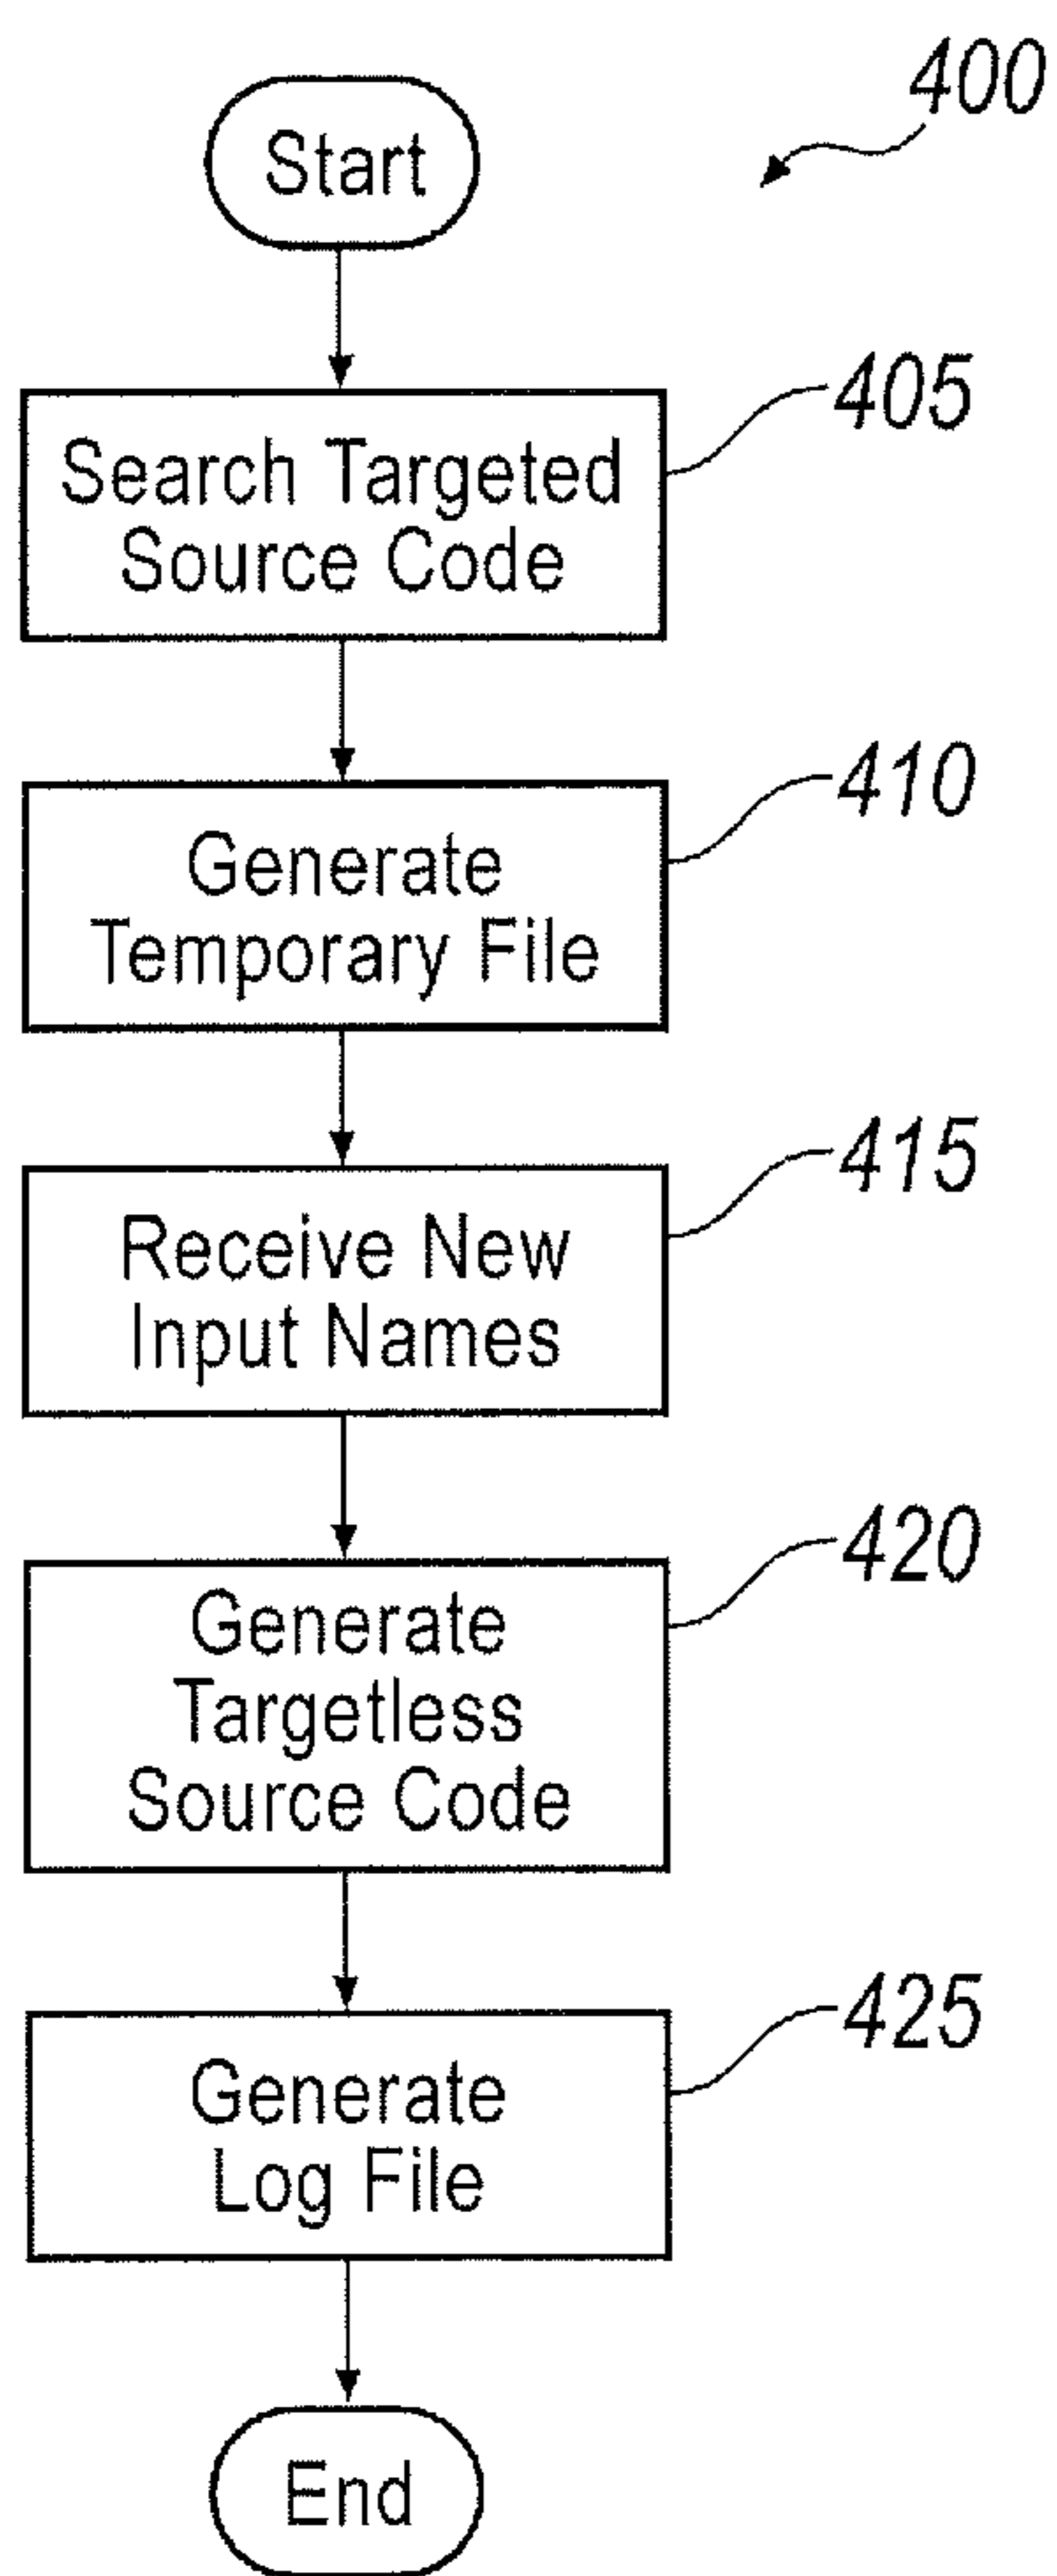 400
Start
405
Search Targeted
Source Code
410
Generate
Temporary File
415
Receive New
Input Names
420
Generate
Targetless
Source Code
425
Generate
Log File
End